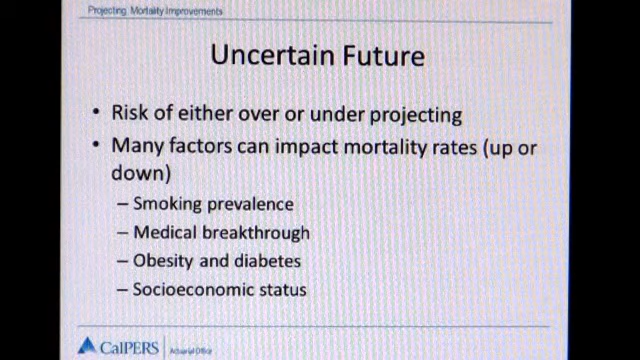 Projecting Mortality Improvements
Uncertain Future
• Risk of either over or under projecting
• Many factors can impact mortality rates (up or
down)
– Smoking prevalence
– Medical breakthrough
– Obesity and diabetes
– Socioeconomic status
CalPERS
Actuarial Office